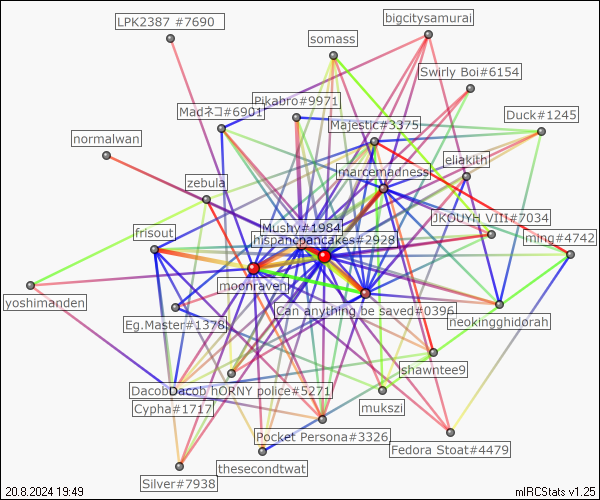 LPK2387 #7690
bigcitysamurai
somass
Swirly Boi#6154
Pikabro#9971
Madネコ#6901
Duck#1245
Majestic#3375
normalwan
eliakith
marcemadness
zebula
JKOUYH VIII#7034
Mushy#1984
frisout
hispancpancakes#2928
ming#4742
moonraveni
yoshimanden
Can anything be saved#0396
neokingghidorah
Eg.Master#1378
shawntee9
DacobDacob hORNY police#5271
Cypha#1717
mukszi
Pocket Persona#3326
Fedora Stoat#4479
thesecondtwat
Silver#7938
20.8.2024 19:49
mIRCStats v1.25